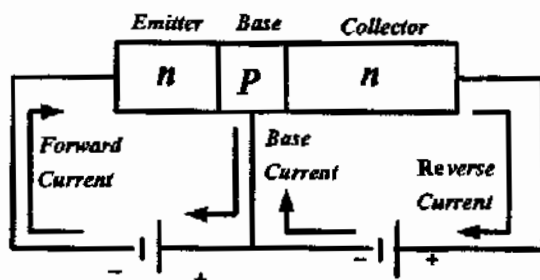 Emitter Base Collector
n P n
Forward
Current
Base
Current
Reverse
Current
- + - +